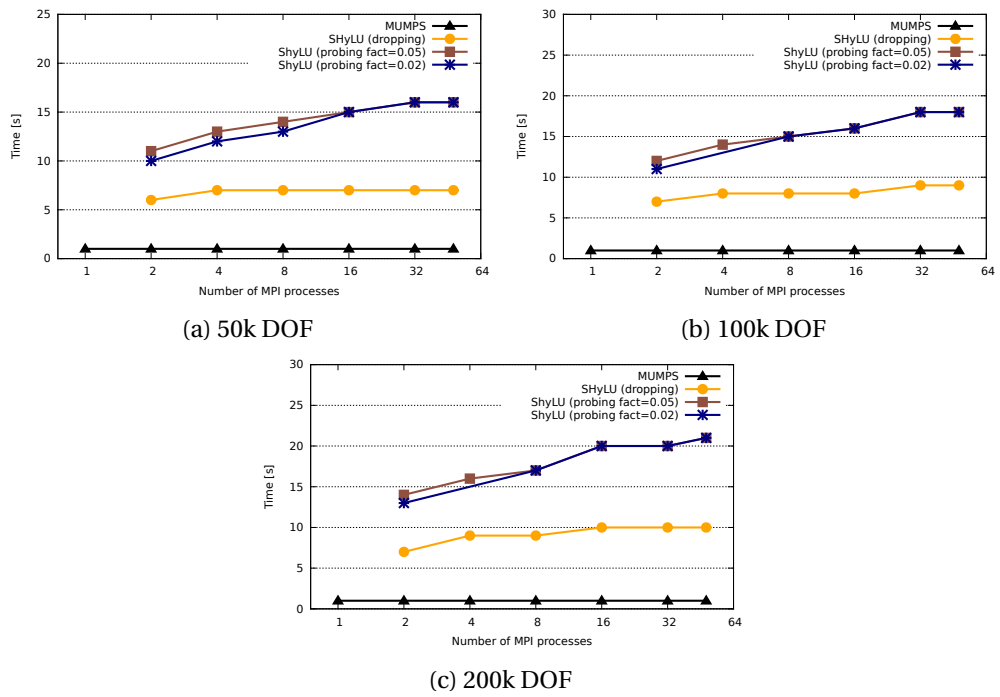 25
20
15
10
5
0
Time [s]
MUMPS
SHyLU (dropping)
ShyLU (probing fact=0.05)
ShyLU (probing fact=0.02)
1 2 4 8 16 32 64
Number of MPI processes
(a) 50k DOF
30
25
20
15
10
5
0
Time [s]
MUMPS
SHyLU (dropping)
ShyLU (probing fact=0.05)
ShyLU (probing fact=0.02)
1 2 4 8 16 32 64
Number of MPI processes
(b) 100k DOF
30
25
20
15
10
5
0
Time [s]
MUMPS
SHyLU (dropping)
ShyLU (probing fact=0.05)
ShyLU (probing fact=0.02)
1 2 4 8 16 32 64
Number of MPI processes
(c) 200k DOF